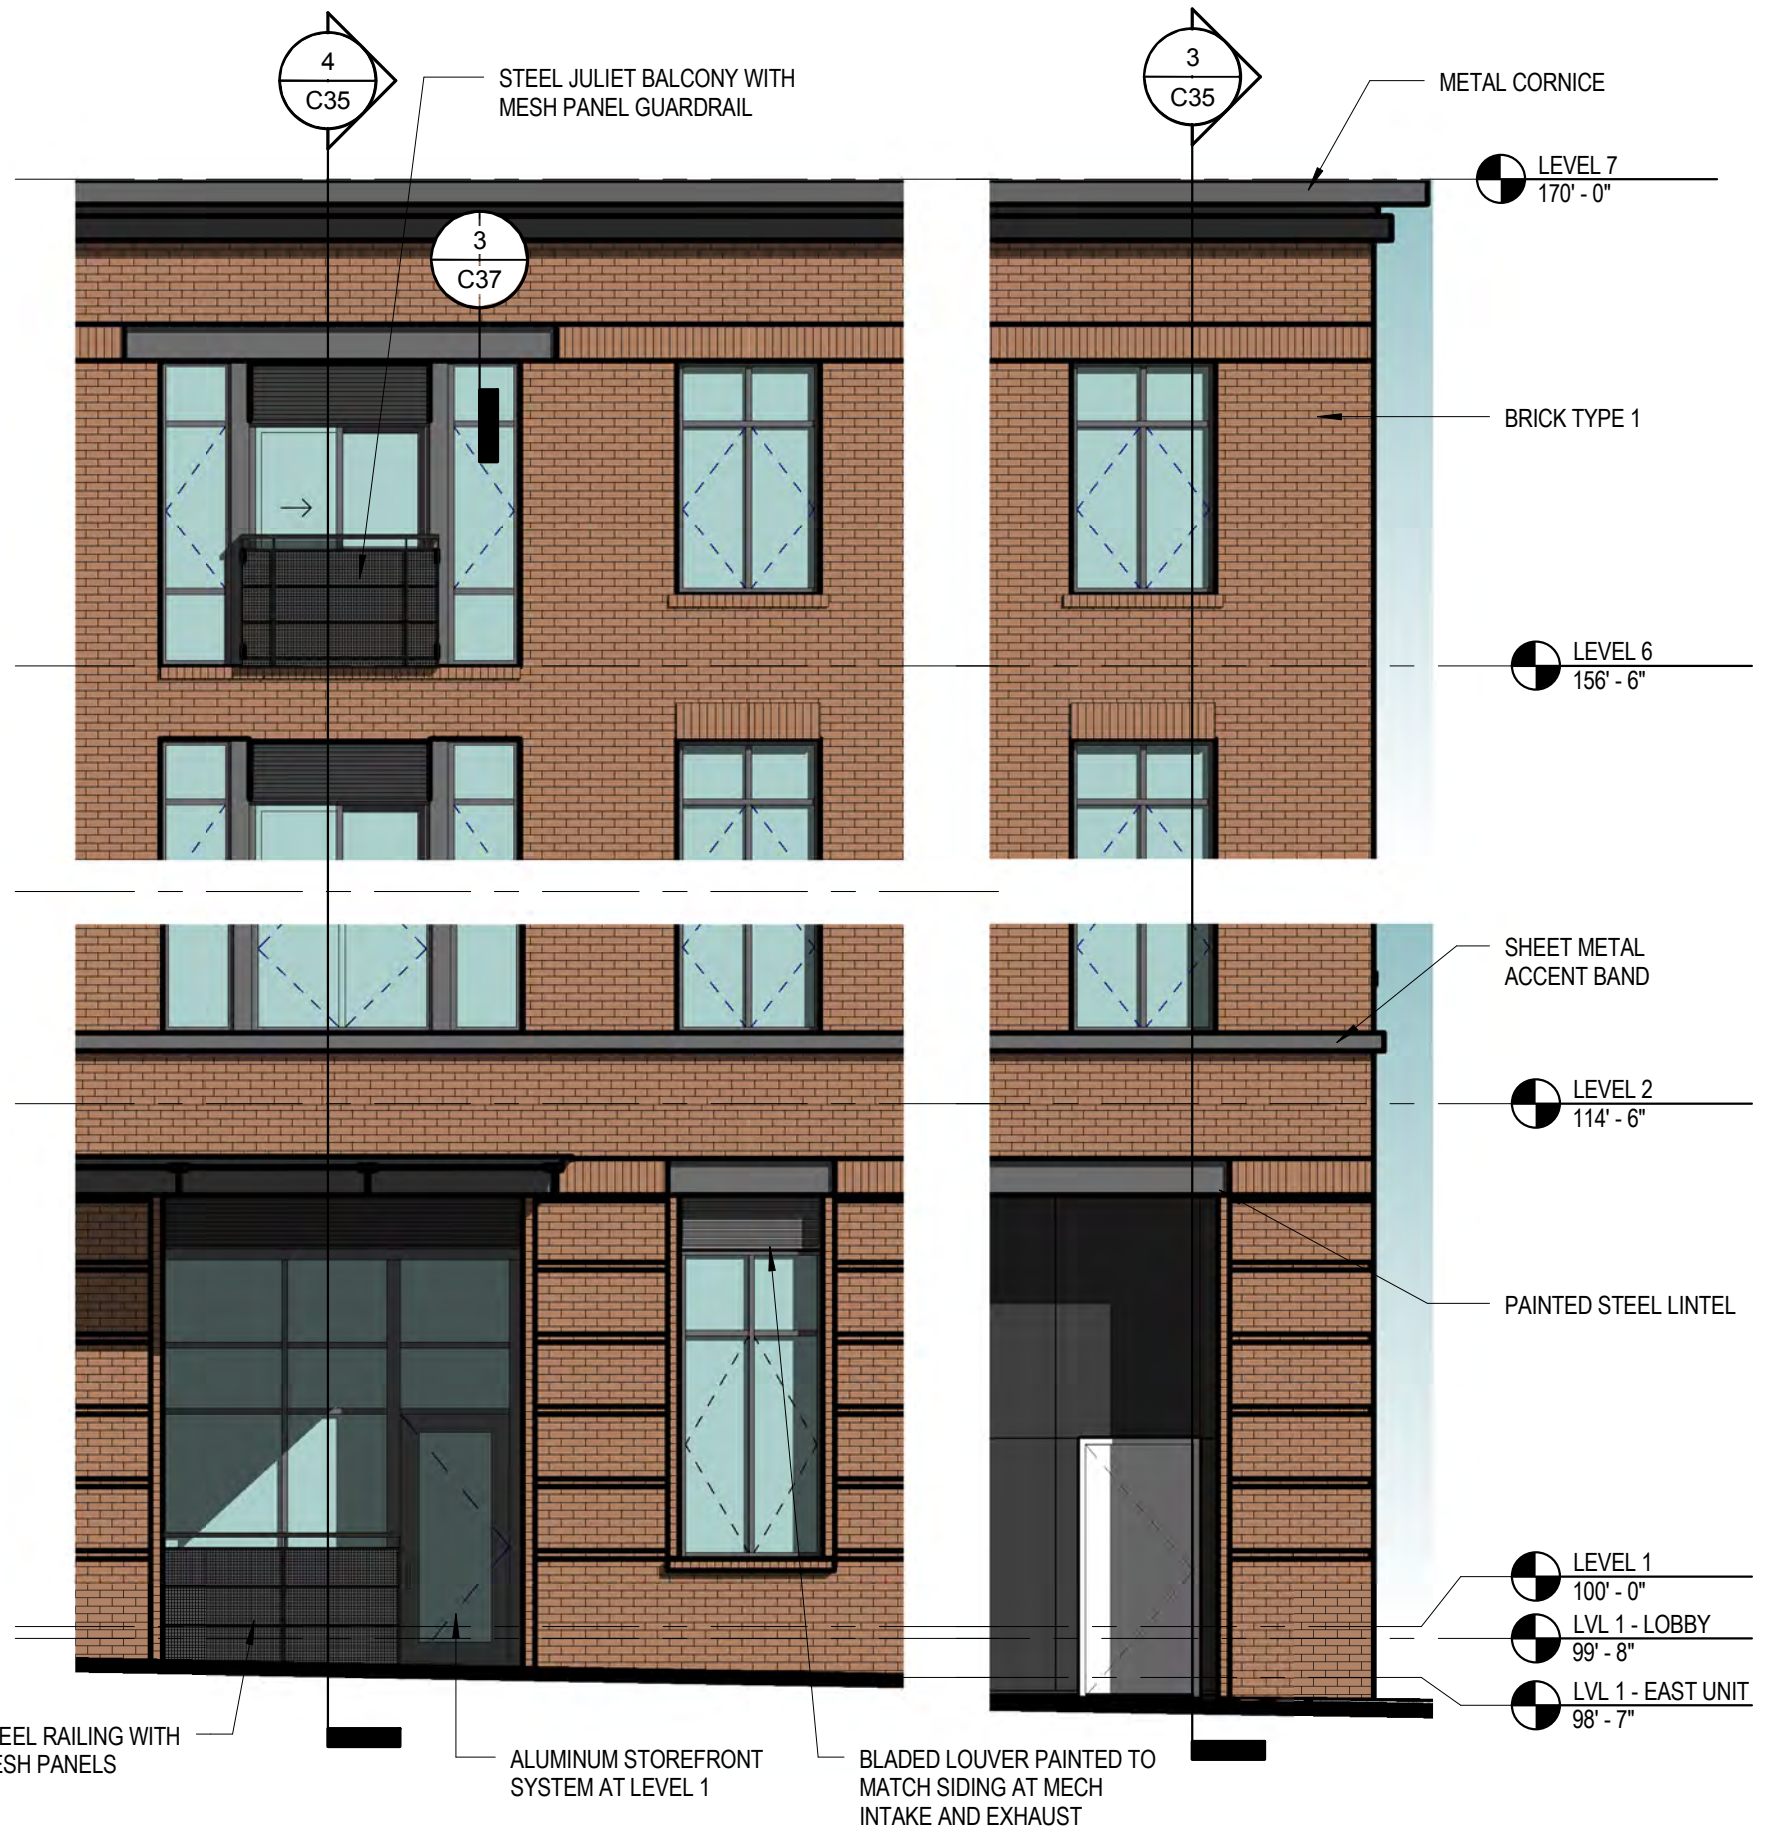 4
C35
STEEL JULIET BALCONY WITH
MESH PANEL GUARDRAIL
3
C35
METAL CORNICE
LEVEL 7
170' - 0"
3
C37
BRICK TYPE 1
LEVEL 6
156' - 6"
SHEET METAL
ACCENT BAND
LEVEL 2
114' - 6"
PAINTED STEEL LINTEL
LEVEL 1
100' - 0"
LVL 1 - LOBBY
99' - 8"
LVL 1 - EAST UNIT
98' - 7"
EEL RAILING WITH
ESH PANELS
ALUMINUM STOREFRONT
SYSTEM AT LEVEL 1
BLADED LOUVER PAINTED TO
MATCH SIDING AT MECH
INTAKE AND EXHAUST